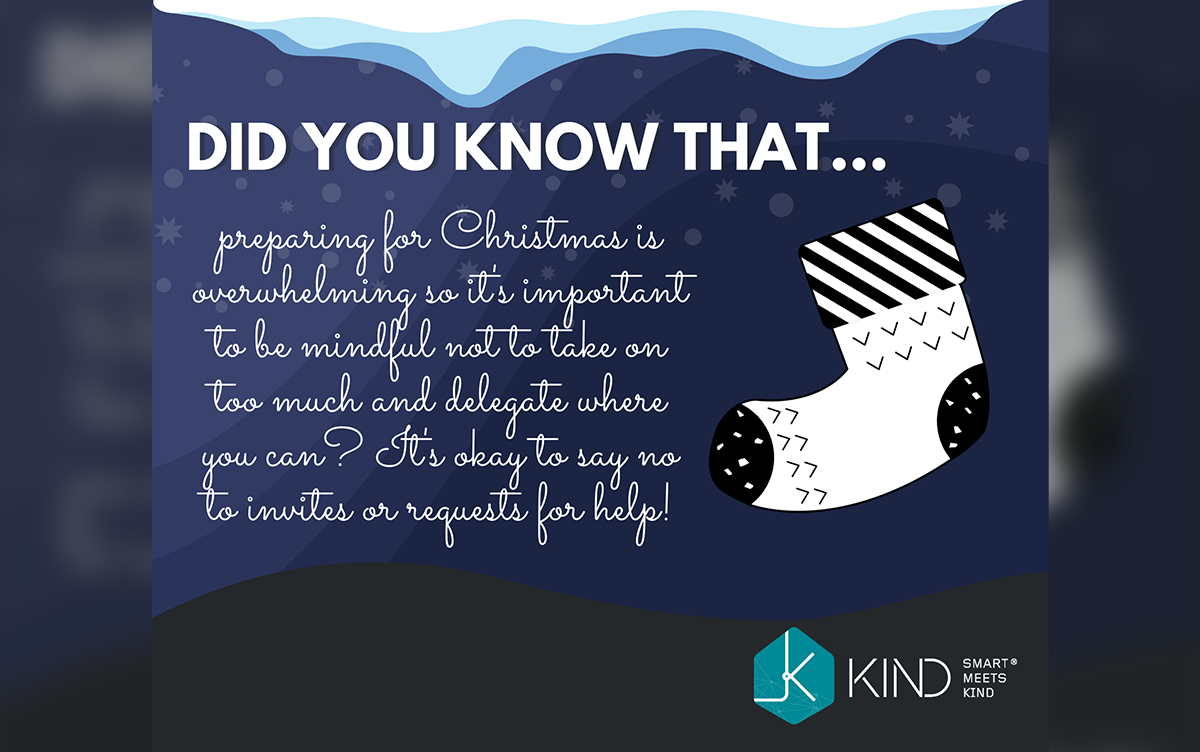 DID YOU KNOW THAT...
preparing for Christmas is
overwhelming so it's important
to be mindful not to take on
too much and delegate where
you can? It's okay to say no
to invites or requests for help!
KIND
SMART®
MEETS
KIND